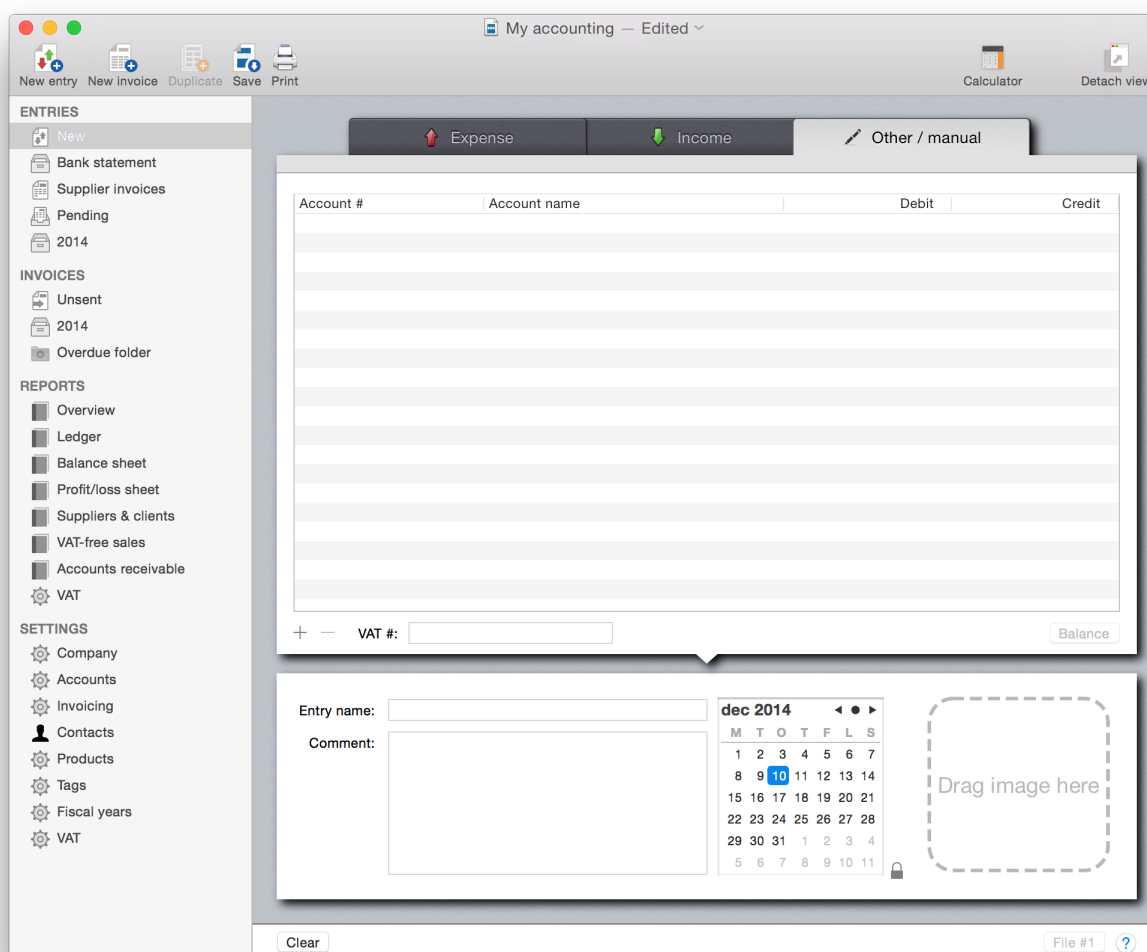 My accounting — Edited
New entry New invoice Duplicate Save Print Calculator Detach view
ENTRIES
New
Bank statement
Supplier invoices
Pending
2014
INVOICES
Unsent
2014
Overdue folder
REPORTS
Overview
Ledger
Balance sheet
Profit/loss sheet
Suppliers & clients
VAT-free sales
Accounts receivable
VAT
SETTINGS
Company
Accounts
Invoicing
Contacts
Products
Tags
Fiscal years
VAT
Expense Income Other / manual
Account # Account name Debit Credit
+ − VAT #: Balance
Entry name:
Comment:
dec 2014
M T O T F L S
1 2 3 4 5 6 7
8 9 10 11 12 13 14
15 16 17 18 19 20 21
22 23 24 25 26 27 28
29 30 31 1 2 3 4
5 6 7 8 9 10 11
Drag image here
Clear File #1 ?